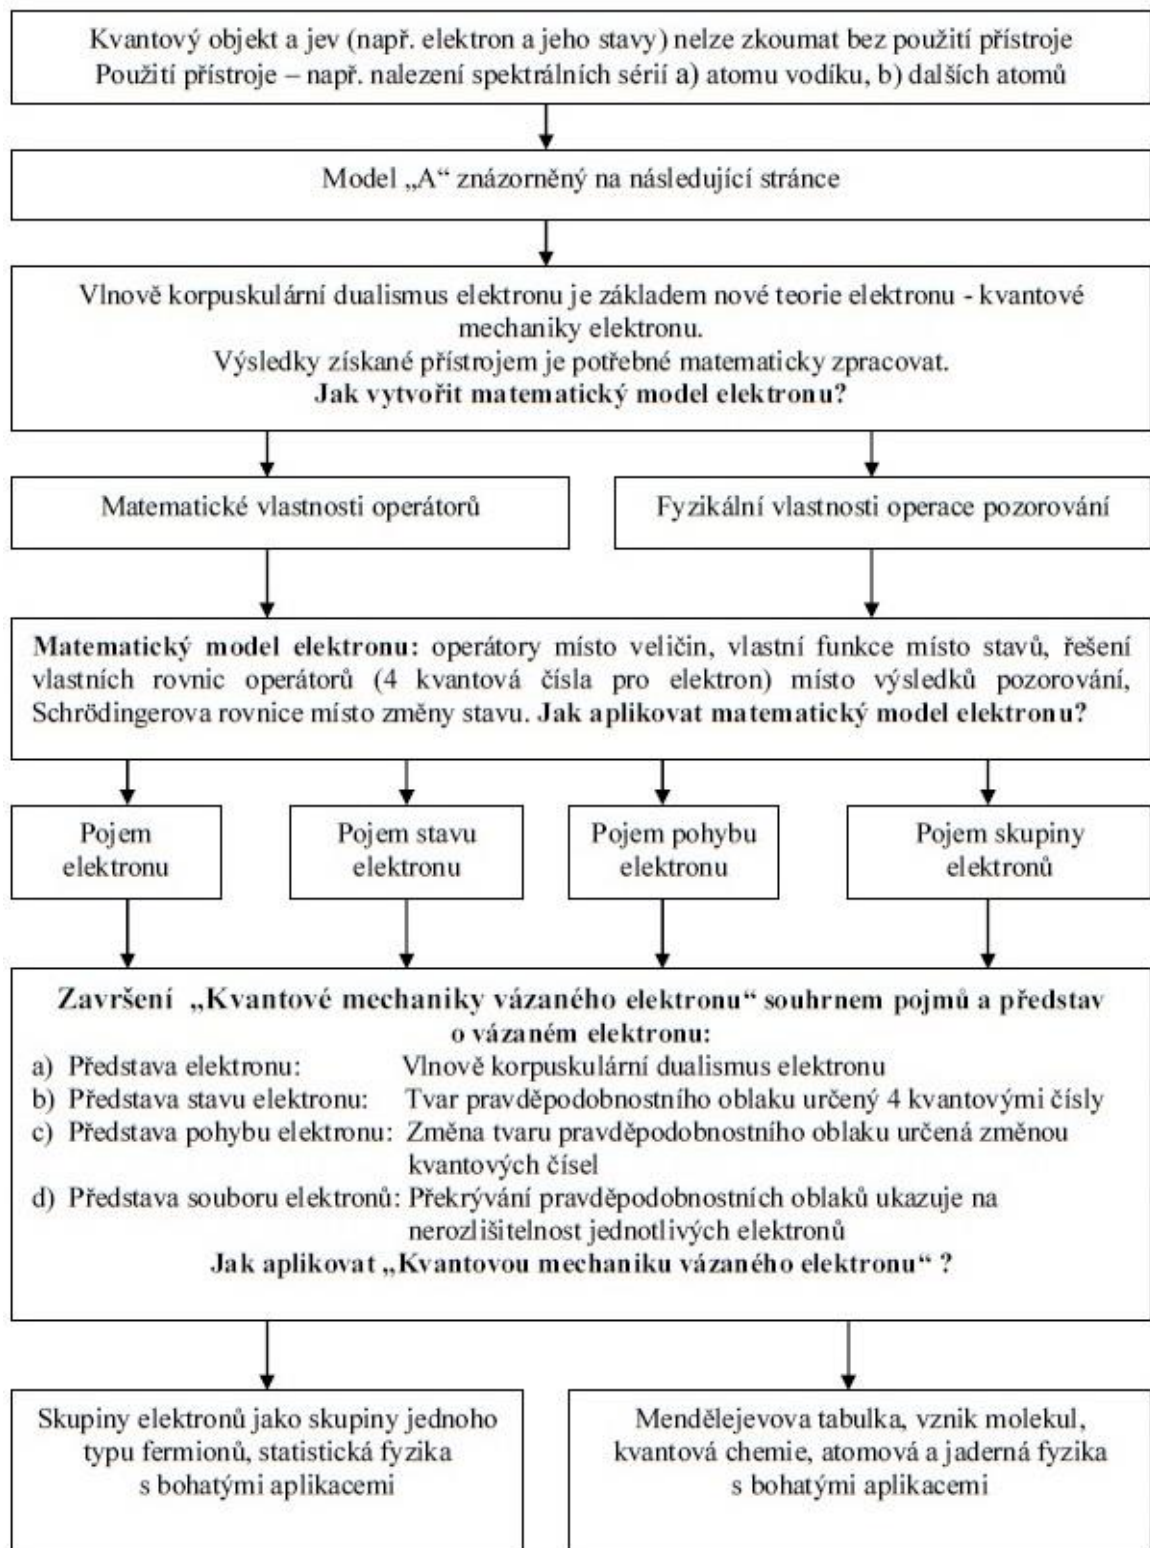 Kvantový objekt a jev (např. elektron a jeho stavy) nelze zkoumat bez použití přístroje
Použití přístroje – např. nalezení spektrálních sérií a) atomu vodíku, b) dalších atomů
Model „A“ znázorněný na následující stránce
Vlnově korpuskulární dualismus elektronu je základem nové teorie elektronu - kvantové
mechaniky elektronu.
Výsledky získané přístrojem je potřebné matematicky zpracovat.
Jak vytvořit matematický model elektronu?
Matematické vlastnosti operátorů
Fyzikální vlastnosti operace pozorování
Matematický model elektronu: operátory místo veličin, vlastní funkce místo stavů, řešení
vlastních rovnic operátorů (4 kvantová čísla pro elektron) místo výsledků pozorování,
Schrödingerova rovnice místo změny stavu. Jak aplikovat matematický model elektronu?
Pojem
elektronu
Pojem stavu
elektronu
Pojem pohybu
elektronu
Pojem skupiny
elektronů
Završení „Kvantové mechaniky vázaného elektronu“ souhrnem pojmů a představ
o vázaném elektronu:
a) Představa elektronu: Vlnově korpuskulární dualismus elektronu
b) Představa stavu elektronu: Tvar pravděpodobnostního oblaku určený 4 kvantovými čísly
c) Představa pohybu elektronu: Změna tvaru pravděpodobnostního oblaku určená změnou
kvantových čísel
d) Představa souboru elektronů: Překrývání pravděpodobnostních oblaků ukazuje na
nerozlišitelnost jednotlivých elektronů
Jak aplikovat „Kvantovou mechaniku vázaného elektronu“ ?
Skupiny elektronů jako skupiny jednoho
typu fermionů, statistická fyzika
s bohatými aplikacemi
Mendělejevova tabulka, vznik molekul,
kvantová chemie, atomová a jaderná fyzika
s bohatými aplikacemi